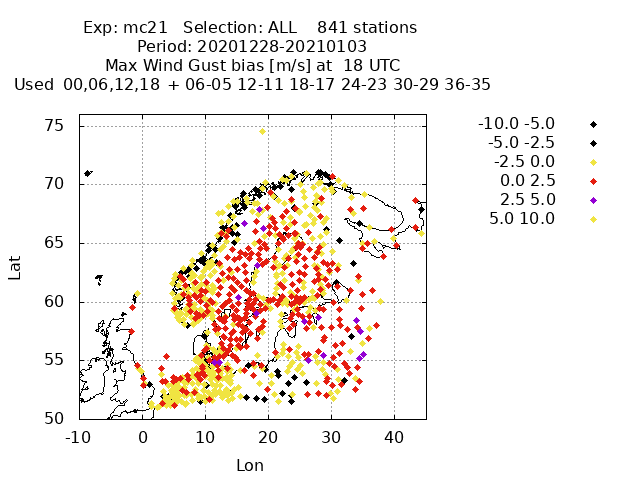 Exp: mc21 Selection: ALL 841 stations
Period: 20201228-20210103
Max Wind Gust bias [m/s] at 18 UTC
Used 00,06,12,18 + 06-05 12-11 18-17 24-23 30-29 36-35
-10.0 -5.0
-5.0 -2.5
-2.5 0.0
0.0 2.5
2.5 5.0
5.0 10.0
Lat
75
70
65
60
55
50
-10 0 10 20 30 40
Lon